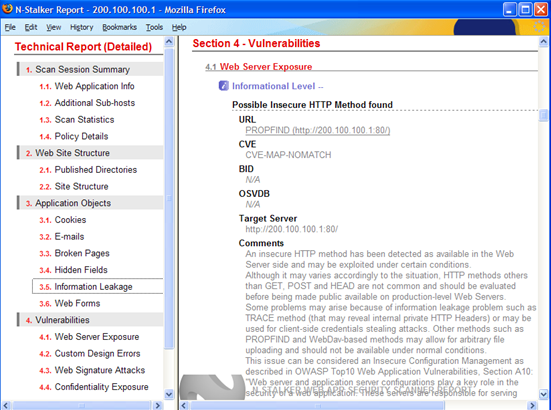 N-Stalker Report - 200.100.100.1 - Mozilla Firefox
File Edit View History Bookmarks Tools Help
Technical Report (Detailed)
1. Scan Session Summary
1.1. Web Application Info
1.2. Additional Sub-hosts
1.3. Scan Statistics
1.4. Policy Details
2. Web Site Structure
2.1. Published Directories
2.2. Site Structure
3. Application Objects
3.1. Cookies
3.2. E-mails
3.3. Broken Pages
3.4. Hidden Fields
3.5. Information Leakage
3.6. Web Forms
4. Vulnerabilities
4.1. Web Server Exposure
4.2. Custom Design Errors
4.3. Web Signature Attacks
4.4. Confidentiality Exposure
Section 4 - Vulnerabilities
4.1 Web Server Exposure
i Informational Level --
Possible Insecure HTTP Method found
URL
PROPFIND (http://200.100.100.1:80/)
CVE
CVE-MAP-NOMATCH
BID
N/A
OSVDB
N/A
Target Server
http://200.100.100.1:80/
Comments
An insecure HTTP method has been detected as available in the Web
Server side and may be exploited under certain conditions.
Although it may varies accordingly to the situation, HTTP methods others
than GET, POST and HEAD are not common and should be evaluated
before being made public available on production-level Web Servers.
Some problems may arise because of information leakage problem such as
TRACE method (that may reveal internal private HTTP Headers) or may be
used for client-side credentials stealing attacks. Other methods such as
PROPFIND and WebDav-based methods may allow for arbitrary file
uploading and should not be available under normal conditions.
This issue can be considered an Insecure Configuration Management as
described in OWASP Top10 Web Application Vulnerabilities, Section A10:
"Web server and application server configurations play a key role in the
N-STALKER WEB APP SECURITY SCANNER REPORT
security of a web application. These servers are responsible for serving